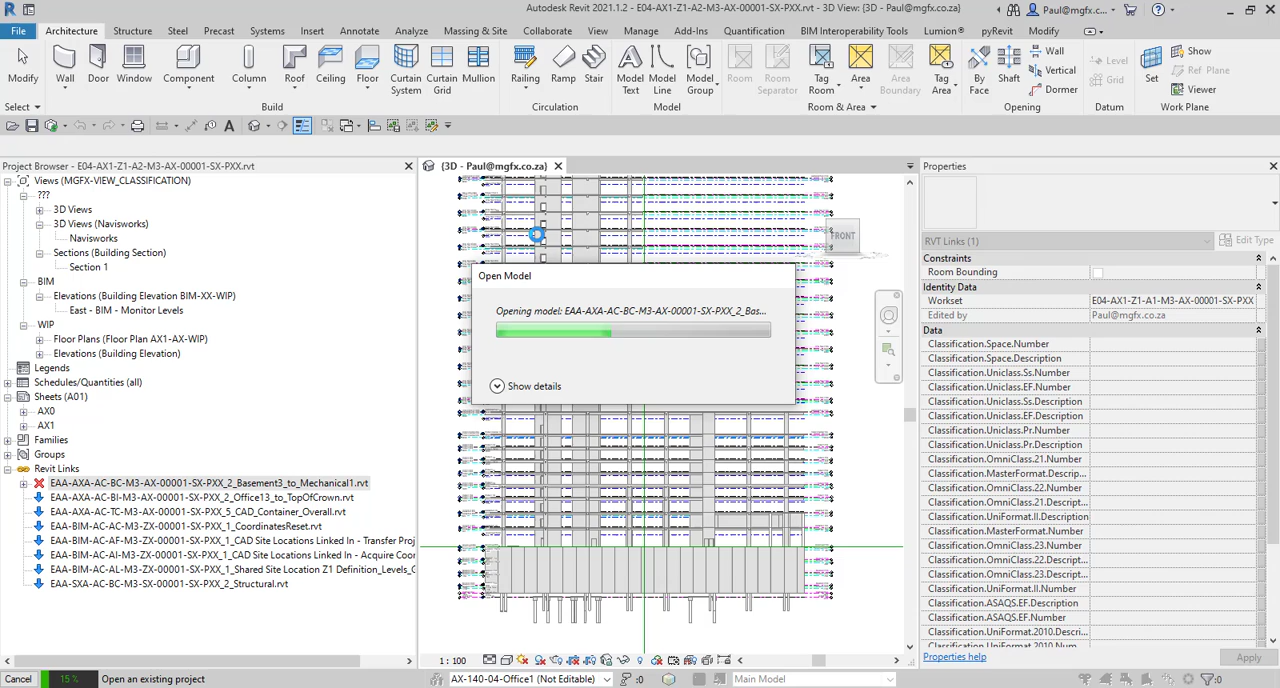 Autodesk Revit 2021.1.2 - E04-AX1-Z1-A2-M3-AX-00001-SX-PXX.rvt - 3D View: {3D - Paul@mgfx.co.za}
Paul@mgfx.c...
File Architecture Structure Steel Precast Systems Insert Annotate Analyze Massing & Site Collaborate View Manage Add-Ins Quantification BIM Interoperability Tools Lumion® pyRevit Modify
Modify Wall Door Window Component Column Roof Ceiling Floor Curtain System Curtain Grid Mullion Railing Ramp Stair Model Text Model Line Model Group Room Room Separator Tag Room Area Area Boundary Tag Area By Face Shaft Wall Vertical Dormer Level Grid Set Show Ref Plane Viewer
Select Build Circulation Model Room & Area Opening Datum Work Plane
Project Browser - E04-AX1-Z1-A2-M3-AX-00001-SX-PXX.rvt
Views (MGFX-VIEW_CLASSIFICATION)
???
3D Views
3D Views (Navisworks)
Navisworks
Sections (Building Section)
Section 1
BIM
Elevations (Building Elevation BIM-XX-WIP)
East - BIM - Monitor Levels
WIP
Floor Plans (Floor Plan AX1-AX-WIP)
Elevations (Building Elevation)
Legends
Schedules/Quantities (all)
Sheets (A01)
AX0
AX1
Families
Groups
Revit Links
EAA-AXA-AC-BC-M3-AX-00001-SX-PXX_2_Basement3_to_Mechanical1.rvt
EAA-AXA-AC-BI-M3-AX-00001-SX-PXX_2_Office13_to_TopOfCrown.rvt
EAA-AXA-AC-TC-M3-AX-00001-SX-PXX_5_CAD_Container_Overall.rvt
EAA-BIM-AC-AC-M3-ZX-00001-SX-PXX_1_CoordinatesReset.rvt
EAA-BIM-AC-AF-M3-ZX-00001-SX-PXX_1_CAD Site Locations Linked In - Transfer Proj
EAA-BIM-AC-AI-M3-ZX-00001-SX-PXX_1_CAD Site Locations Linked In - Acquire Coor
EAA-BIM-AC-BF-M3-ZX-00001-SX-PXX_1_Shared Site Location Z1 Definition_Levels_G
EAA-SXA-AC-BC-M3-SX-00001-SX-PXX_2_Structural.rvt
{3D - Paul@mgfx.co.za}
FRONT
Open Model
Opening model: EAA-AXA-AC-BC-M3-AX-00001-SX-PXX_2_Bas...
Show details
1 : 100
Properties
RVT Links (1) Edit Type
Constraints
Room Bounding
Identity Data
Workset E04-AX1-Z1-A1-M3-AX-00001-SX-PXX
Edited by Paul@mgfx.co.za
Data
Classification.Space.Number
Classification.Space.Description
Classification.Uniclass.Ss.Number
Classification.Uniclass.EF.Number
Classification.Uniclass.Ss.Description
Classification.Uniclass.EF.Description
Classification.Uniclass.Pr.Number
Classification.Uniclass.Pr.Description
Classification.OmniClass.21.Number
Classification.MasterFormat.Descrip...
Classification.OmniClass.22.Number
Classification.OmniClass.21.Descript...
Classification.UniFormat.II.Description
Classification.MasterFormat.Number
Classification.OmniClass.23.Number
Classification.OmniClass.22.Descript...
Classification.OmniClass.23.Descript...
Classification.UniFormat.II.Number
Classification.ASAQS.EF.Description
Classification.ASAQS.EF.Number
Classification.UniFormat.2010.Descri...
Classification.UniFormat.2010.Number
Properties help Apply
Cancel 15 % Open an existing project AX-140-04-Office1 (Not Editable) :0 Main Model :0